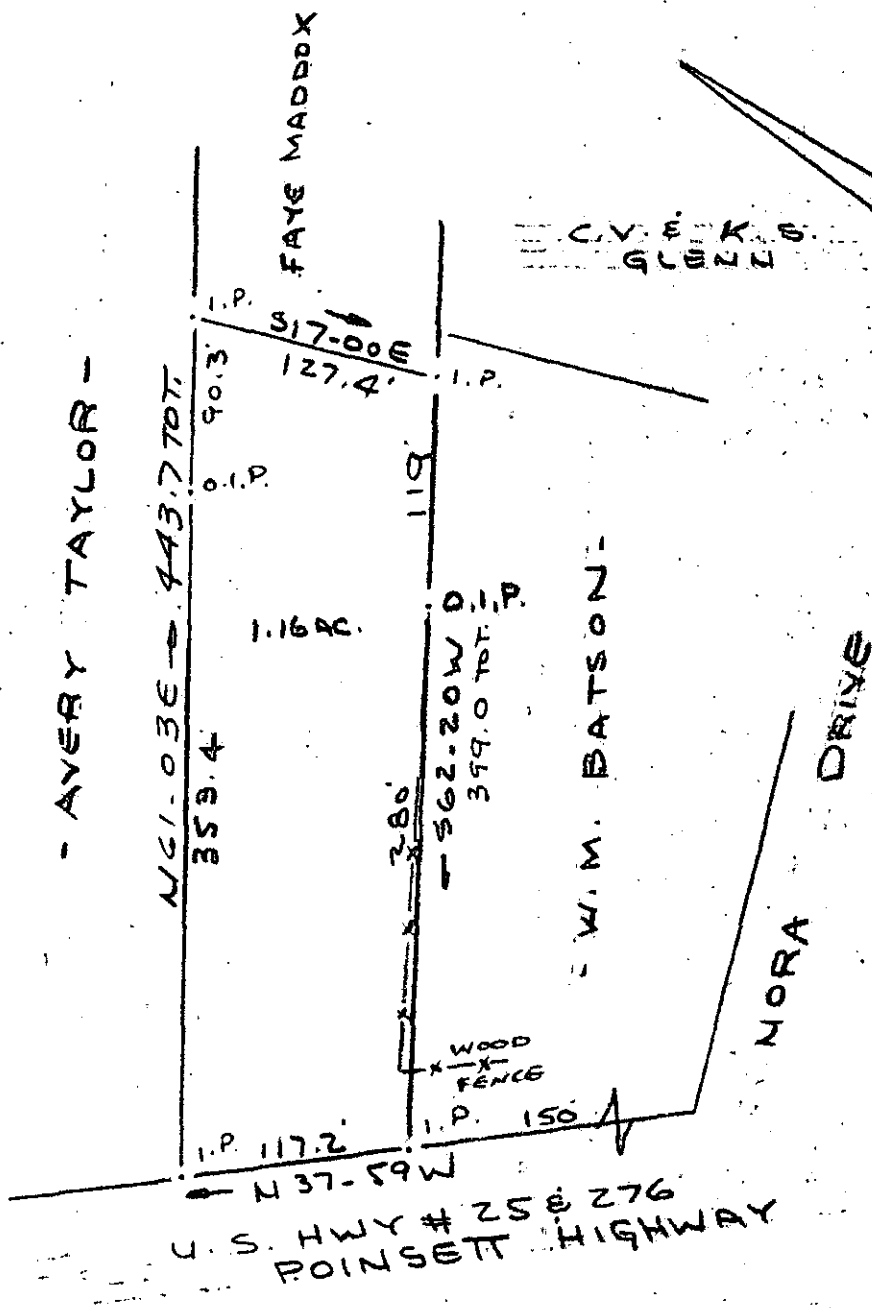 FAYE MADDOX
C.V. & K.S.
GLENN
I.P.
S17-00E
127.4'
I.P.
90.3'
O.I.P.
- AVERY TAYLOR -
N61-03E - 443.7 TOT.
353.4
1.16 AC.
119
O.I.P.
S62-20W
399.0 TOT.
280'
- W.M. BATSON -
NORA DRIVE
WOOD
FENCE
I.P. 117.2'
I.P. 150
N 37-59 W
U.S. HWY # 25 & 276
POINSETT HIGHWAY